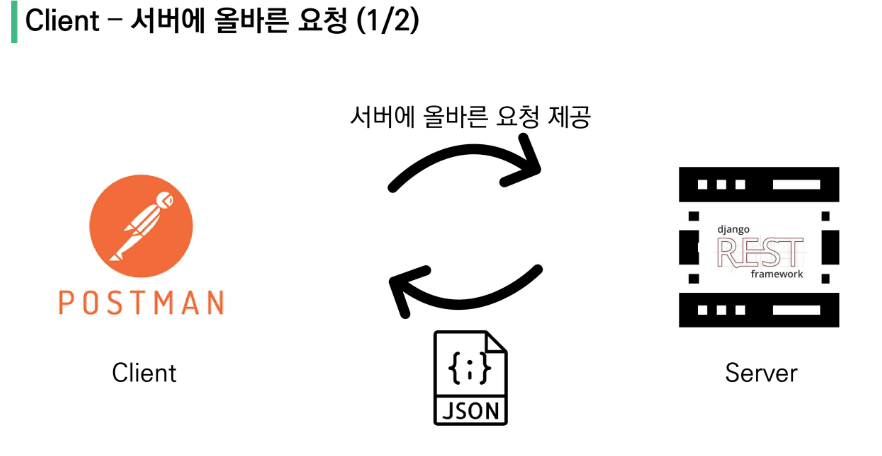 Client – 서버에 올바른 요청 (1/2)
서버에 올바른 요청 제공
django
REST
framework
POSTMAN
Client
Server
{;}
JSON